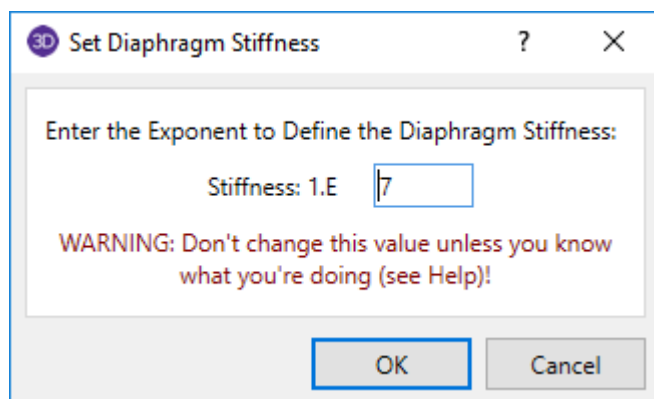 3D Set Diaphragm Stiffness ?
Enter the Exponent to Define the Diaphragm Stiffness:
Stiffness: 1.E 7
WARNING: Don't change this value unless you know
what you're doing (see Help)!
OK Cancel